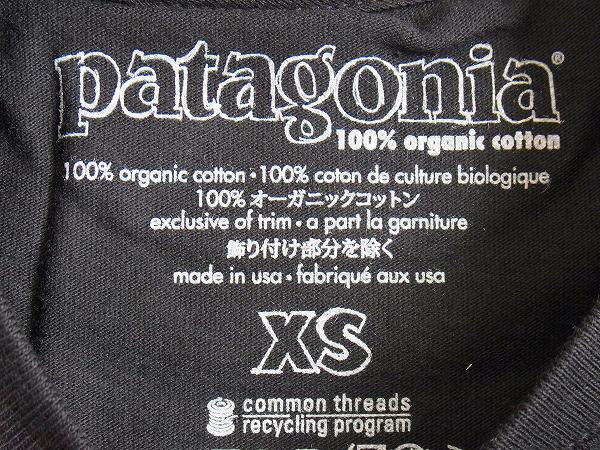 patagonia®
100% organic cotton
100% organic cotton • 100% coton de culture biologique
100% オーガニックコットン
exclusive of trim • a part la garniture
飾り付け部分を除く
made in usa • fabriqué aux usa
XS
common threads
recycling program